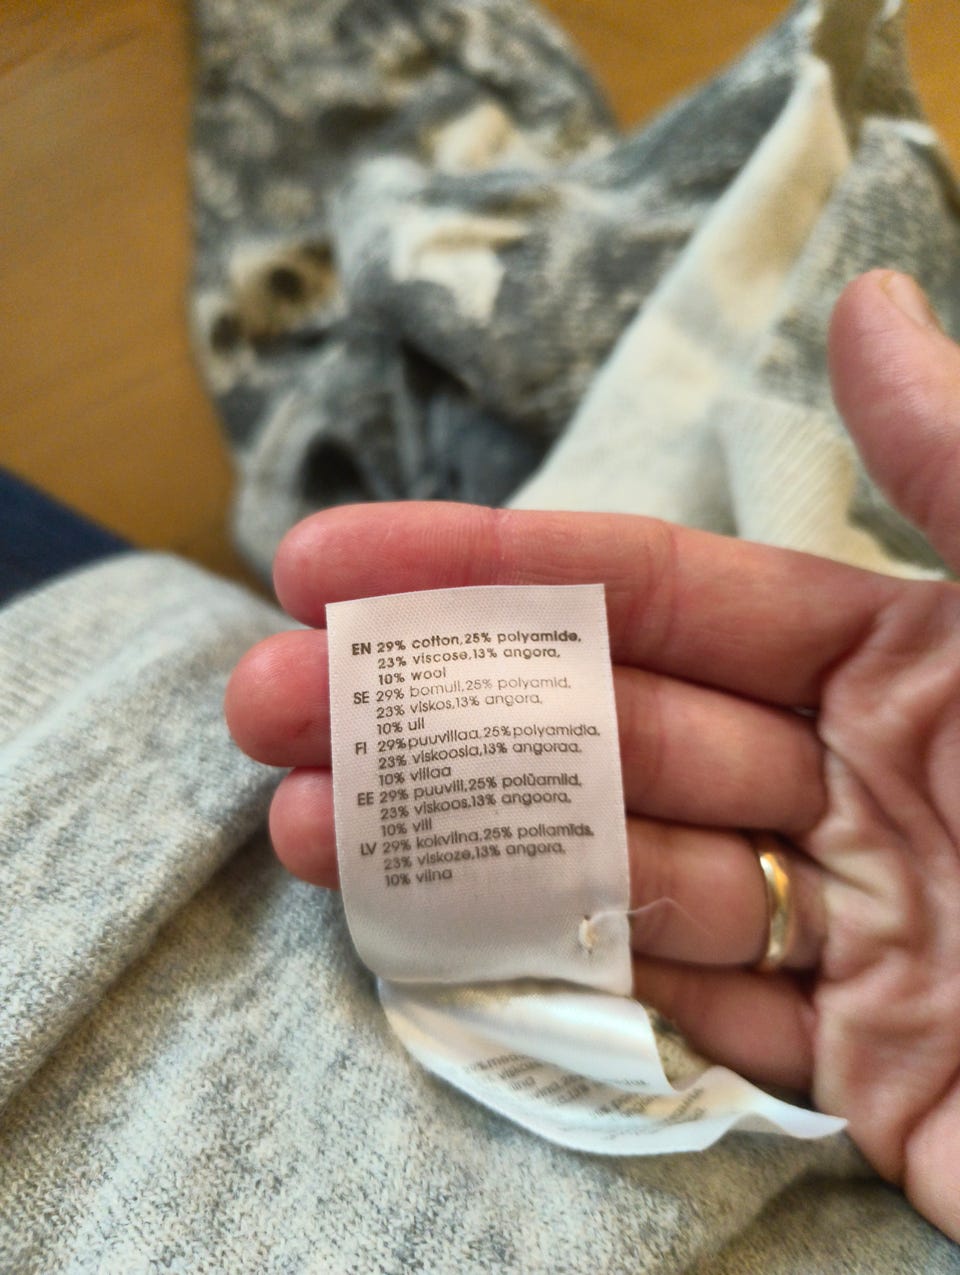 EN 29% cotton,25% polyamide,
23% viscose,13% angora,
10% wool
SE 29% bomull,25% polyamid,
23% viskos,13% angora,
10% ull
FI 29%puuvillaa,25%polyamidia,
23% viskoosia,13% angoraa,
10% villaa
EE 29% puuvill,25% polüamiid,
23% viskoos,13% angoora,
10% vill
LV 29% kokvilna,25% poliamīds,
23% viskoze,13% angora,
10% vilna